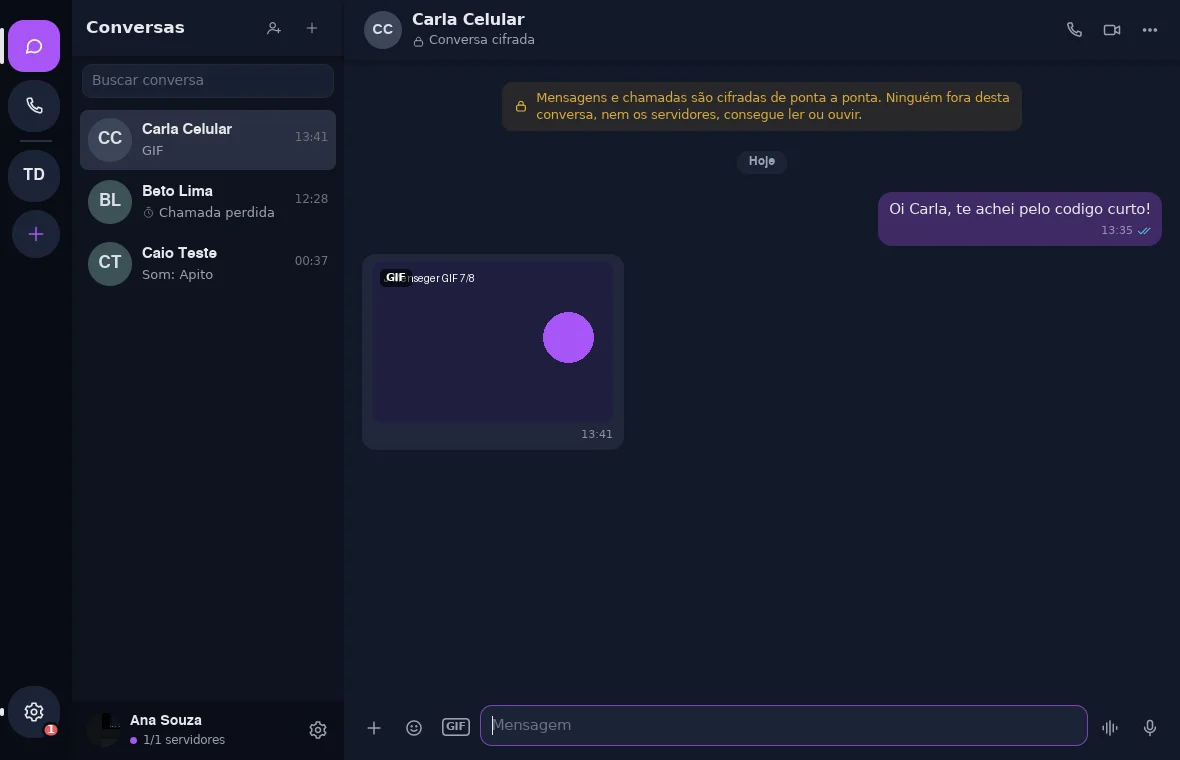 Conversas
Buscar conversa
CC
Carla Celular
13:41
GIF
BL
Beto Lima
12:28
Chamada perdida
CT
Caio Teste
00:37
Som: Apito
TD
1
Ana Souza
1/1 servidores
CC
Carla Celular
Conversa cifrada
Mensagens e chamadas são cifradas de ponta a ponta. Ninguém fora desta
conversa, nem os servidores, consegue ler ou ouvir.
Hoje
Oi Carla, te achei pelo codigo curto!
13:35
GIF
GIF 7/8
13:41
GIF
Mensagem